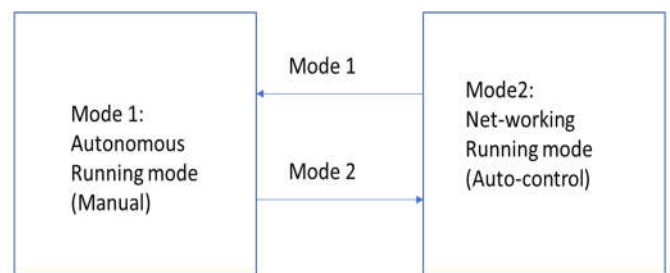 Mode 1:
Autonomous
Running mode
(Manual)
Mode 1
Mode 2
Mode2:
Net-working
Running mode
(Auto-control)